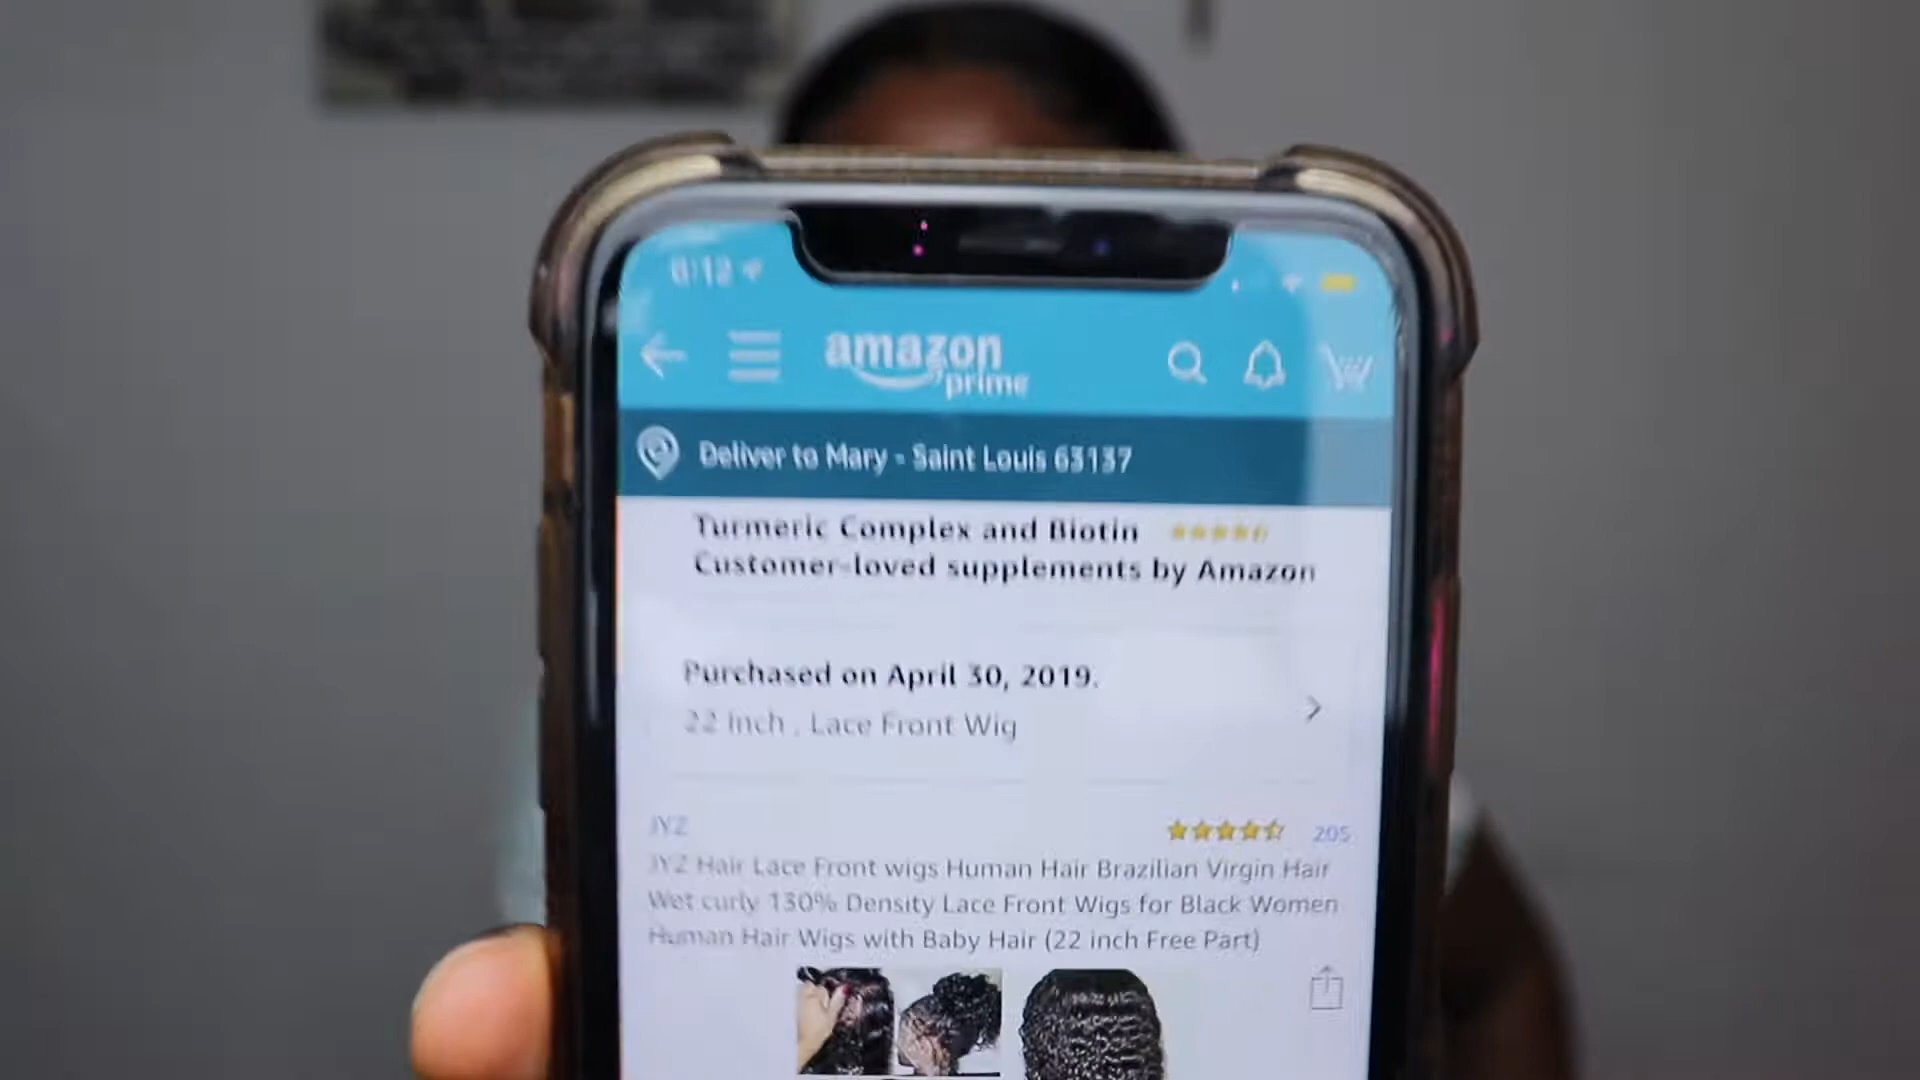 6:12
amazon
prime
Deliver to Mary - Saint Louis 63137
Turmeric Complex and Biotin
Customer-loved supplements by Amazon
Purchased on April 30, 2019.
22 inch , Lace Front Wig
JYZ
205
JYZ Hair Lace Front wigs Human Hair Brazilian Virgin Hair
Wet curly 130% Density Lace Front Wigs for Black Women
Human Hair Wigs with Baby Hair (22 inch Free Part)